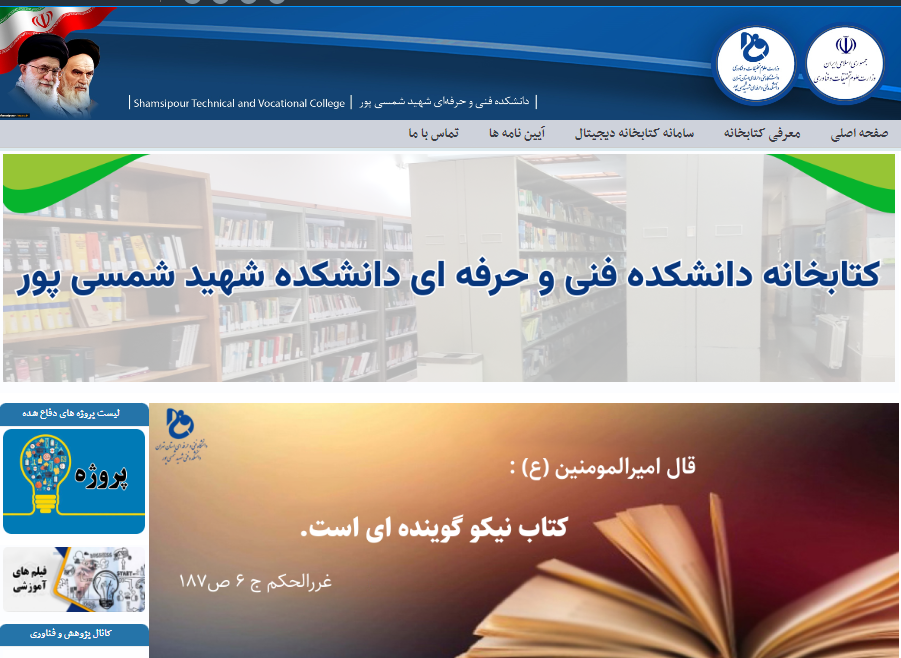 جمهوری اسلامی ایران
وزارت علوم تحقیقات و فناوری
| Shamsipour Technical and Vocational College | دانشکده فنی و حرفه‌ای شهید شمسی پور |
صفحه اصلی
معرفی کتابخانه
سامانه کتابخانه دیجیتال
آیین نامه ها
تماس با ما
کتابخانه دانشکده فنی و حرفه ای دانشکده شهید شمسی پور
قال امیرالمومنین (ع) :
کتاب نیکو گوینده ای است.
غررالحکم ج ۶ ص۱۸۷
لیست پروژه های دفاع شده
پروژه
فیلم های
آموزشی
کانال پژوهش و فناوری